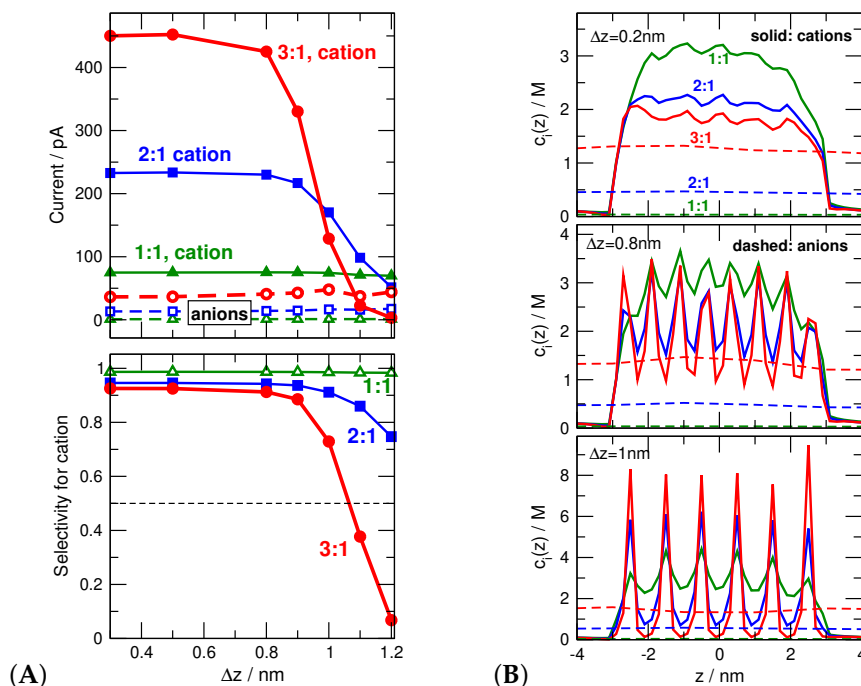 400
300
200
100
0
Current / pA
3:1, cation
2:1 cation
1:1, cation
anions
1
0.8
0.6
0.4
0.2
0
Selectivity for cation
1:1
2:1
3:1
0.4 0.6 0.8 1 1.2
Δz / nm
(A)
Δz=0.2nm
solid: cations
1:1
2:1
3:1
2:1
1:1
3
2
1
0
c_i(z) / M
Δz=0.8nm
dashed: anions
4
3
2
1
0
c_i(z) / M
Δz=1nm
8
6
4
2
0
c_i(z) / M
-4 -2 0 2 4
z / nm
(B)